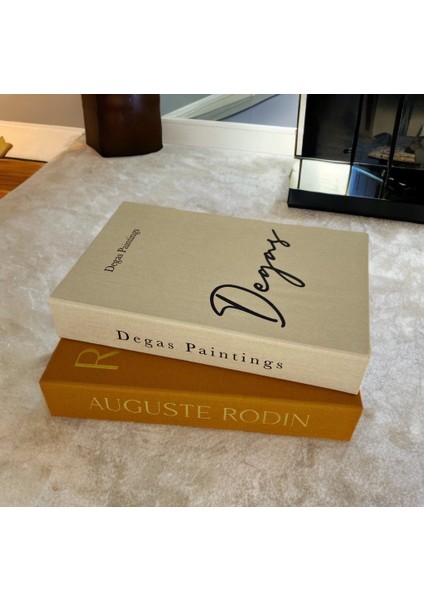 Degas Paintings
Degas
Degas Paintings
R
AUGUSTE RODIN